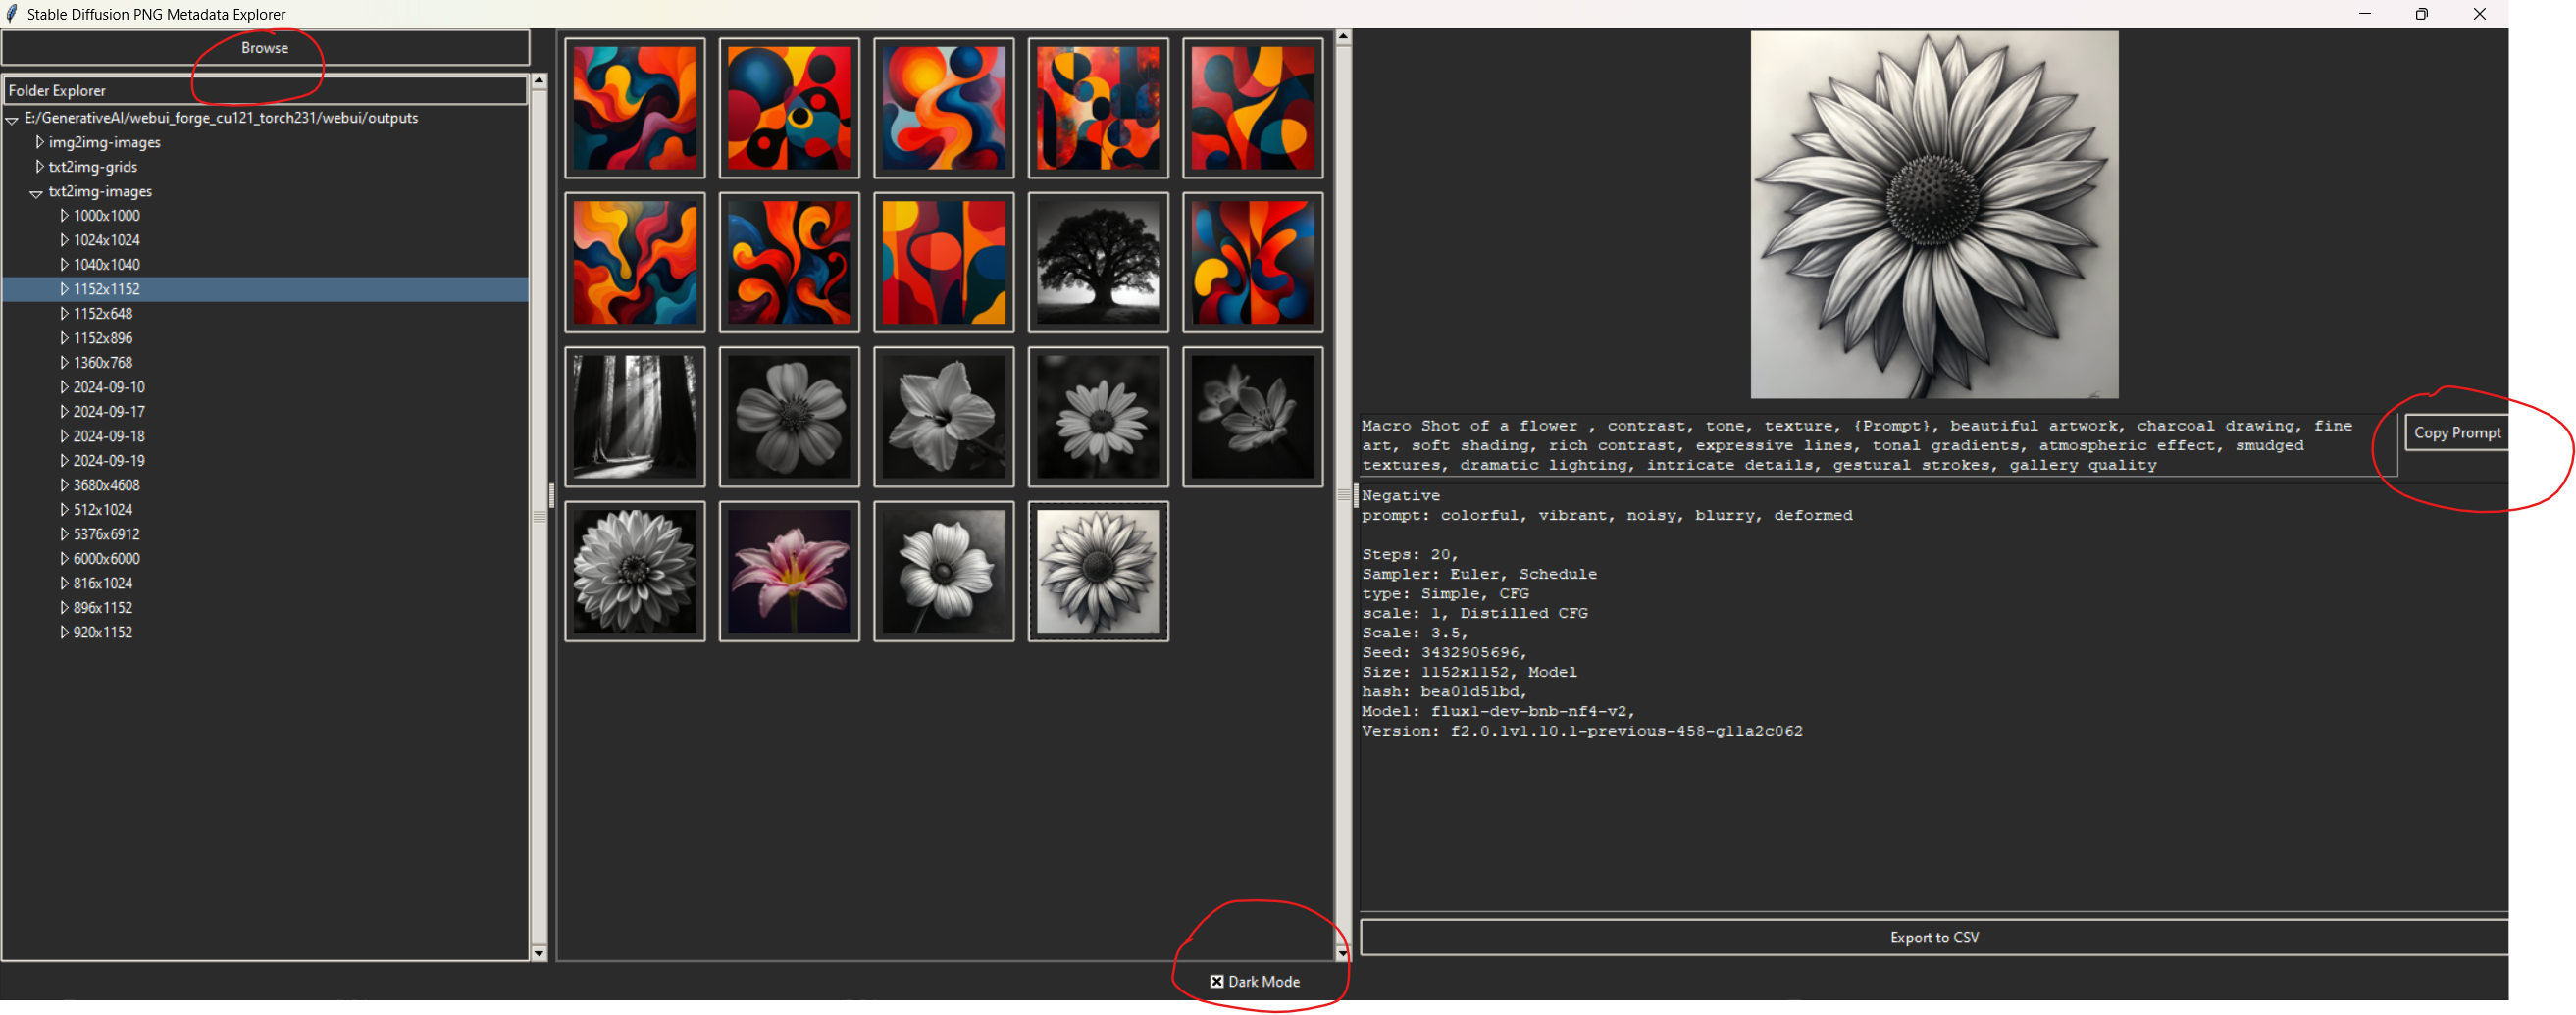 Stable Diffusion PNG Metadata Explorer
Browse
Folder Explorer
E:/GenerativeAI/webui_forge_cu121_torch231/webui/outputs
img2img-images
txt2img-grids
txt2img-images
1000x1000
1024x1024
1040x1040
1152x1152
1152x648
1152x896
1360x768
2024-09-10
2024-09-17
2024-09-18
2024-09-19
3680x4608
512x1024
5376x6912
6000x6000
816x1024
896x1152
920x1152
Dark Mode
Macro Shot of a flower , contrast, tone, texture, {Prompt}, beautiful artwork, charcoal drawing, fine
art, soft shading, rich contrast, expressive lines, tonal gradients, atmospheric effect, smudged
textures, dramatic lighting, intricate details, gestural strokes, gallery quality
Copy Prompt
Negative
prompt: colorful, vibrant, noisy, blurry, deformed
Steps: 20,
Sampler: Euler, Schedule
type: Simple, CFG
scale: 1, Distilled CFG
Scale: 3.5,
Seed: 3432905696,
Size: 1152x1152, Model
hash: bea01d51bd,
Model: flux1-dev-bnb-nf4-v2,
Version: f2.0.1v1.10.1-previous-458-g11a2c062
Export to CSV